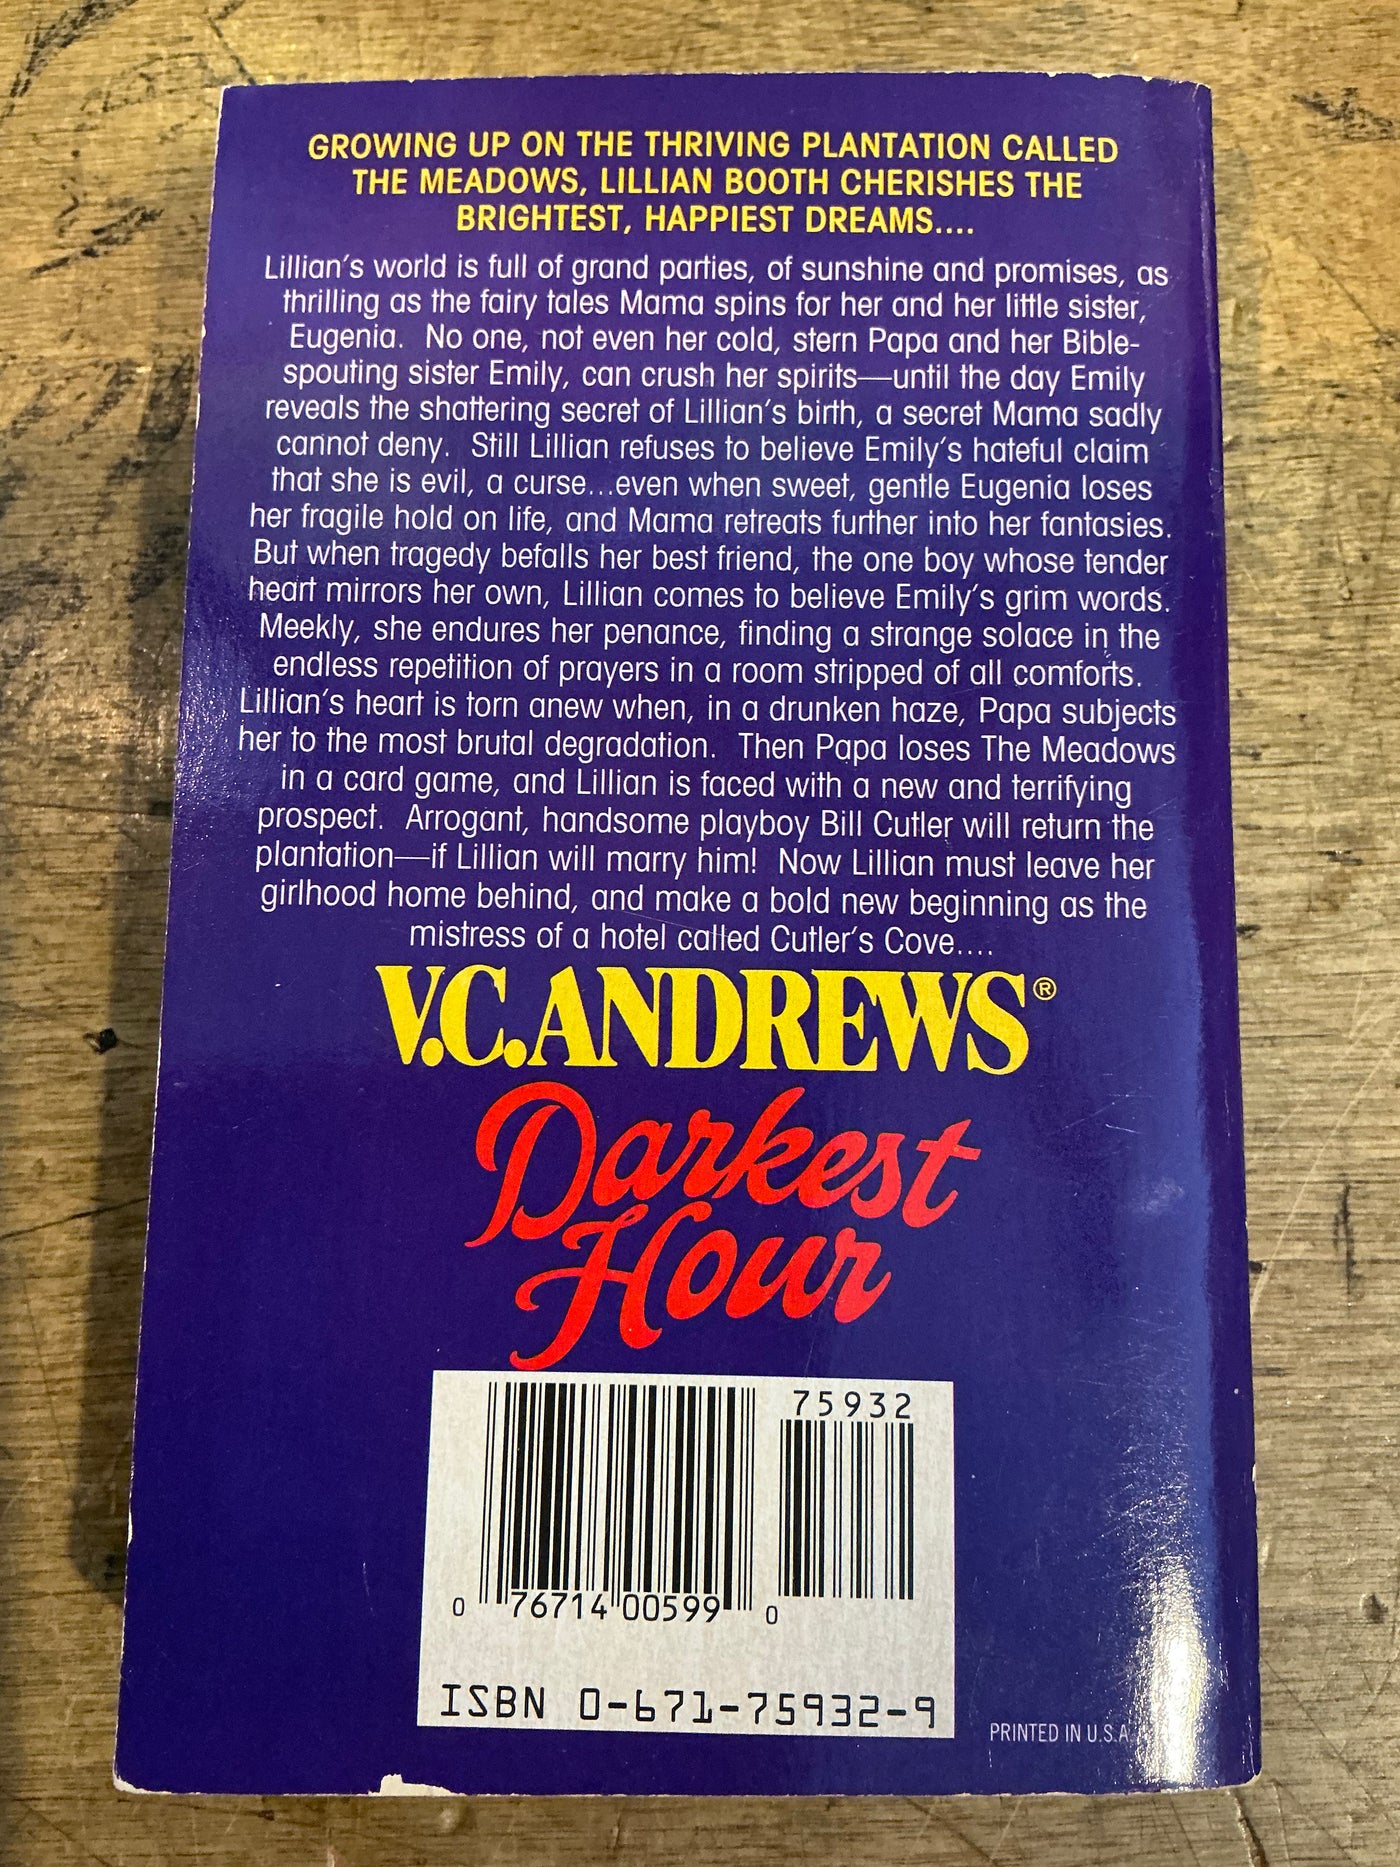 GROWING UP ON THE THRIVING PLANTATION CALLED
THE MEADOWS, LILLIAN BOOTH CHERISHES THE
BRIGHTEST, HAPPIEST DREAMS....
Lillian's world is full of grand parties, of sunshine and promises, as
thrilling as the fairy tales Mama spins for her and her little sister,
Eugenia. No one, not even her cold, stern Papa and her Bible-
spouting sister Emily, can crush her spirits—until the day Emily
reveals the shattering secret of Lillian's birth, a secret Mama sadly
cannot deny. Still Lillian refuses to believe Emily's hateful claim
that she is evil, a curse...even when sweet, gentle Eugenia loses
her fragile hold on life, and Mama retreats further into her fantasies.
But when tragedy befalls her best friend, the one boy whose tender
heart mirrors her own, Lillian comes to believe Emily's grim words.
Meekly, she endures her penance, finding a strange solace in the
endless repetition of prayers in a room stripped of all comforts.
Lillian's heart is torn anew when, in a drunken haze, Papa subjects
her to the most brutal degradation. Then Papa loses The Meadows
in a card game, and Lillian is faced with a new and terrifying
prospect. Arrogant, handsome playboy Bill Cutler will return the
plantation—if Lillian will marry him! Now Lillian must leave her
girlhood home behind, and make a bold new beginning as the
mistress of a hotel called Cutler's Cove....
V.C. ANDREWS®
Darkest
Hour
75932
0 76714 00599 0
ISBN 0-671-75932-9
PRINTED IN U.S.A.